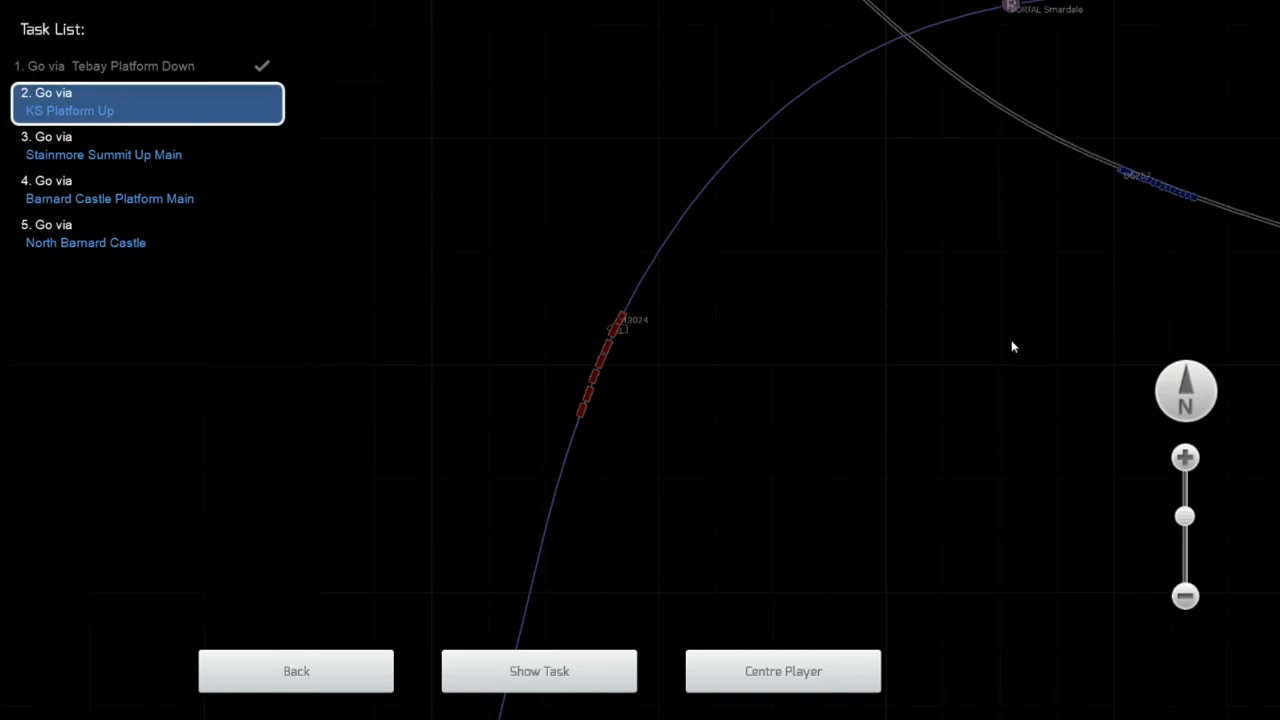 Task List:
1. Go via Tebay Platform Down
2. Go via
KS Platform Up
3. Go via
Stainmore Summit Up Main
4. Go via
Barnard Castle Platform Main
5. Go via
North Barnard Castle
PORTAL Smardale
43024
N
Back
Show Task
Centre Player